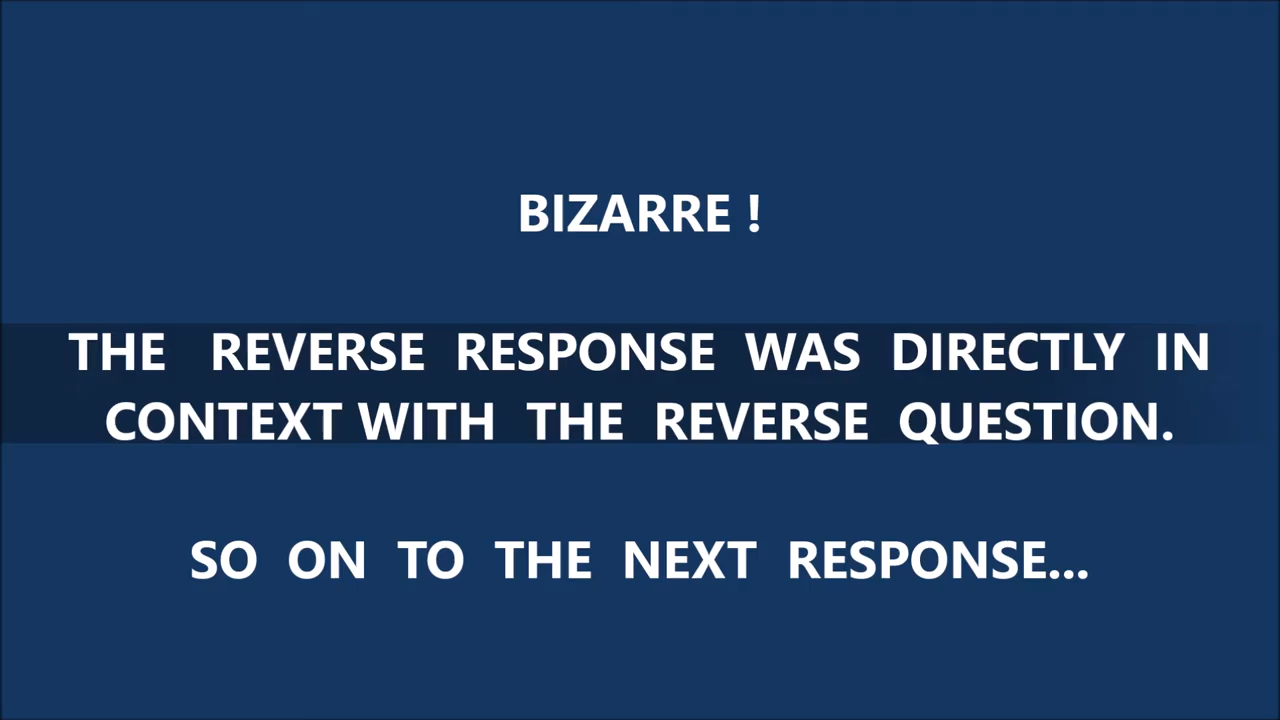 BIZARRE !
THE REVERSE RESPONSE WAS DIRECTLY IN
CONTEXT WITH THE REVERSE QUESTION.
SO ON TO THE NEXT RESPONSE...